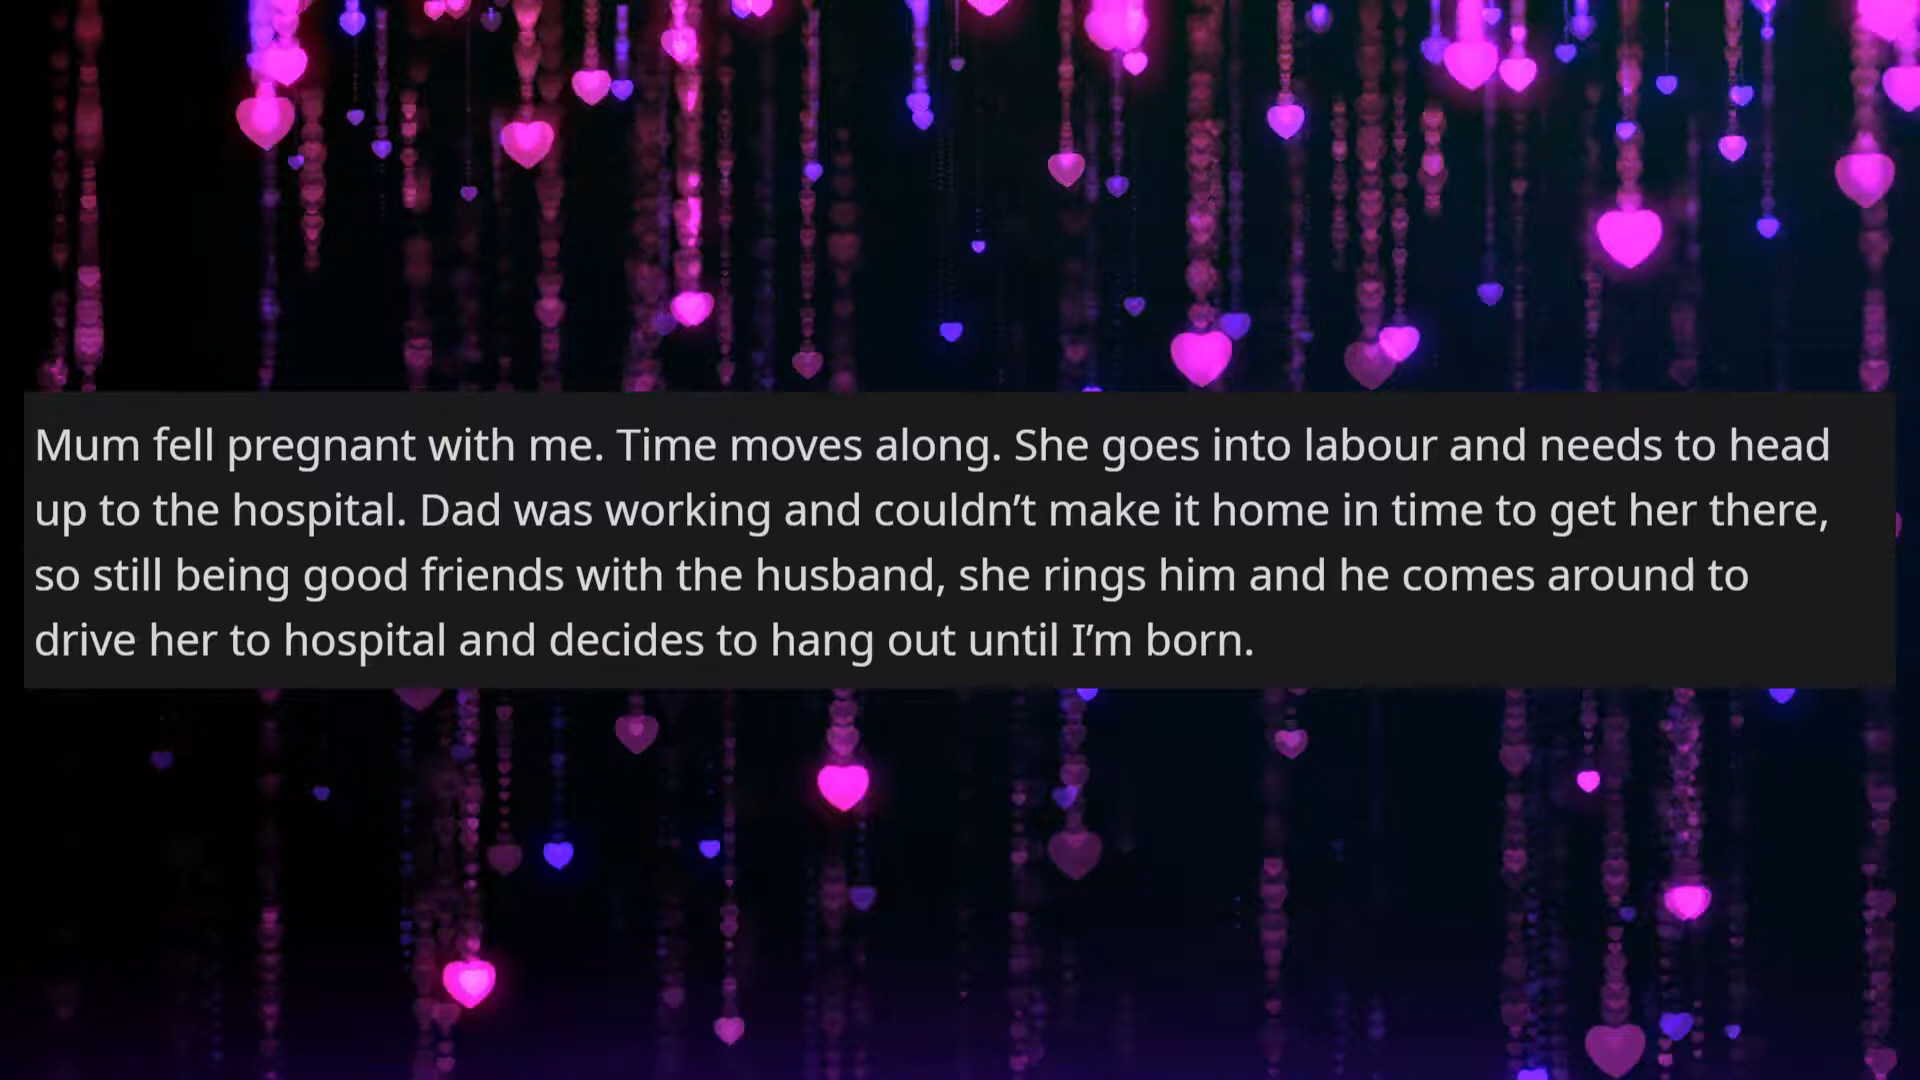 Mum fell pregnant with me. Time moves along. She goes into labour and needs to head
up to the hospital. Dad was working and couldn’t make it home in time to get her there,
so still being good friends with the husband, she rings him and he comes around to
drive her to hospital and decides to hang out until I’m born.